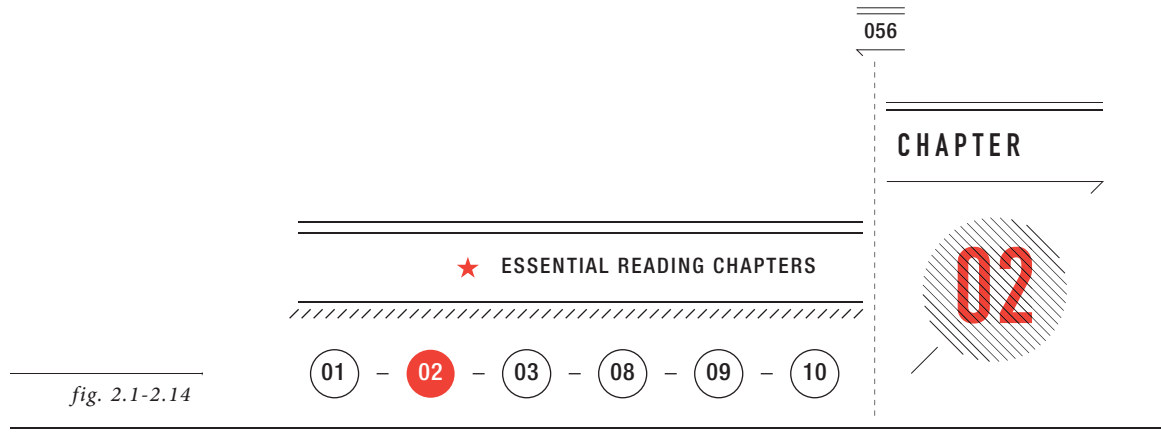 056
CHAPTER
02
★ ESSENTIAL READING CHAPTERS
01 – 02 – 03 – 08 – 09 – 10
fig. 2.1-2.14